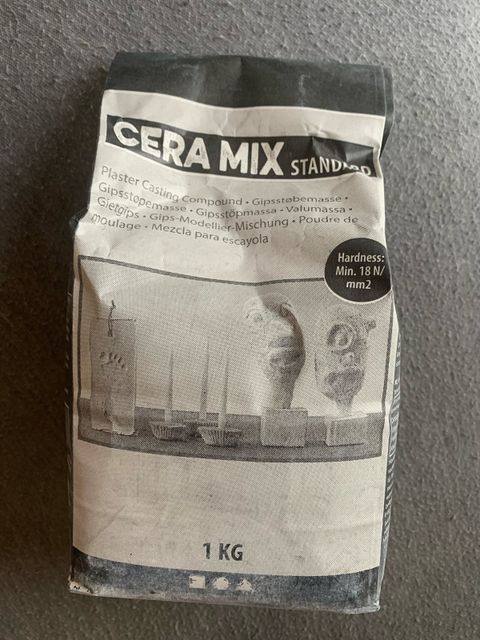 CERA MIX STANDARD
Plaster Casting Compound • Gipsstøbemasse •
Gipsstøpemasse • Gipsstöpmassa • Valumassa •
Gietgips • Gips-Modellier-Mischung • Poudre de
moulage • Mezcla para escayola
Hardness:
Min. 18 N/
mm2
1 KG